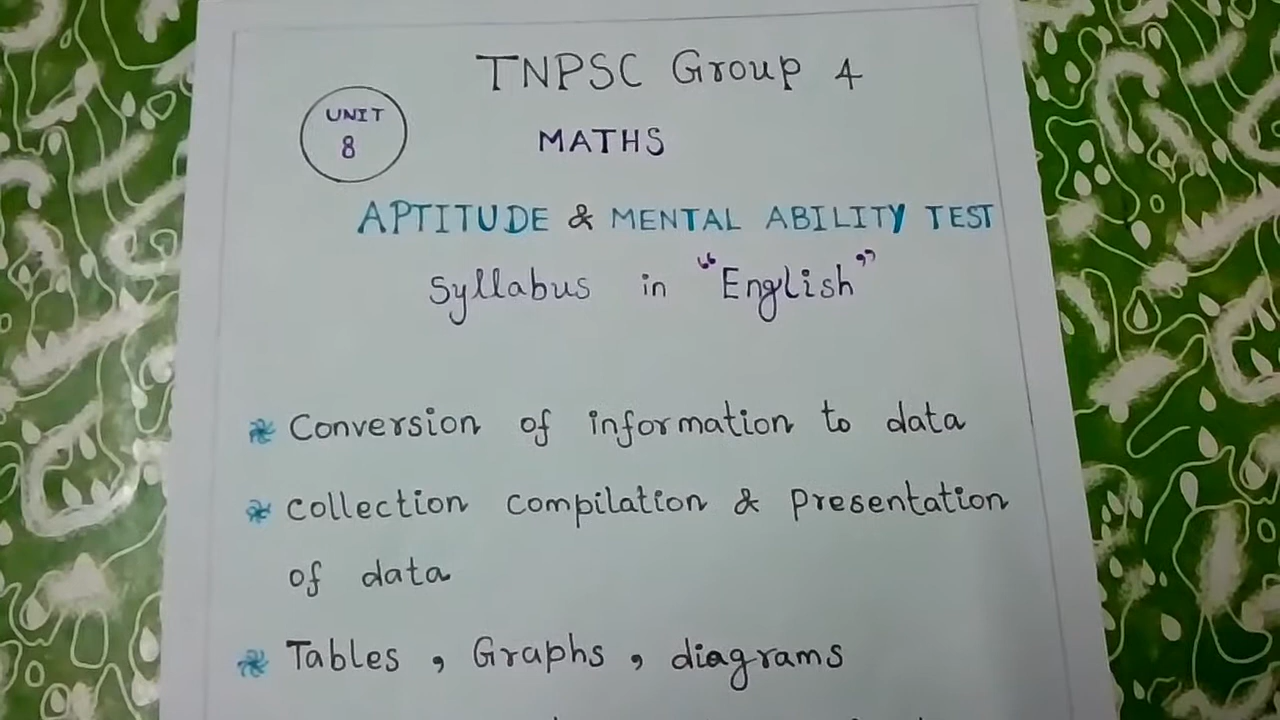 TNPSC Group 4
UNIT
8
MATHS
APTITUDE & MENTAL ABILITY TEST
Syllabus in "English"
Conversion of information to data
collection compilation & presentation
of data
Tables, Graphs, diagrams